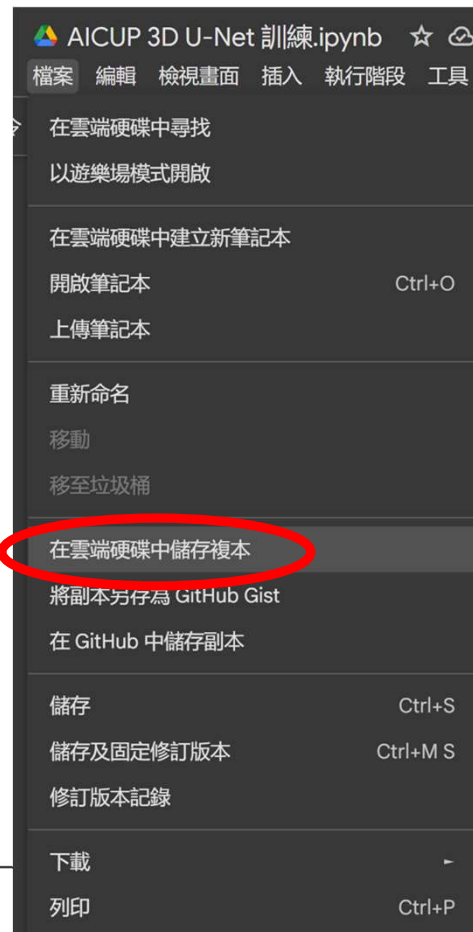 AICUP 3D U-Net 訓練.ipynb
檔案 編輯 檢視畫面 插入 執行階段 工具
在雲端硬碟中尋找
以遊樂場模式開啟
在雲端硬碟中建立新筆記本
開啟筆記本 Ctrl+O
上傳筆記本
重新命名
移動
移至垃圾桶
在雲端硬碟中儲存複本
將副本另存為 GitHub Gist
在 GitHub 中儲存副本
儲存 Ctrl+S
儲存及固定修訂版本 Ctrl+M S
修訂版本記錄
下載
列印 Ctrl+P